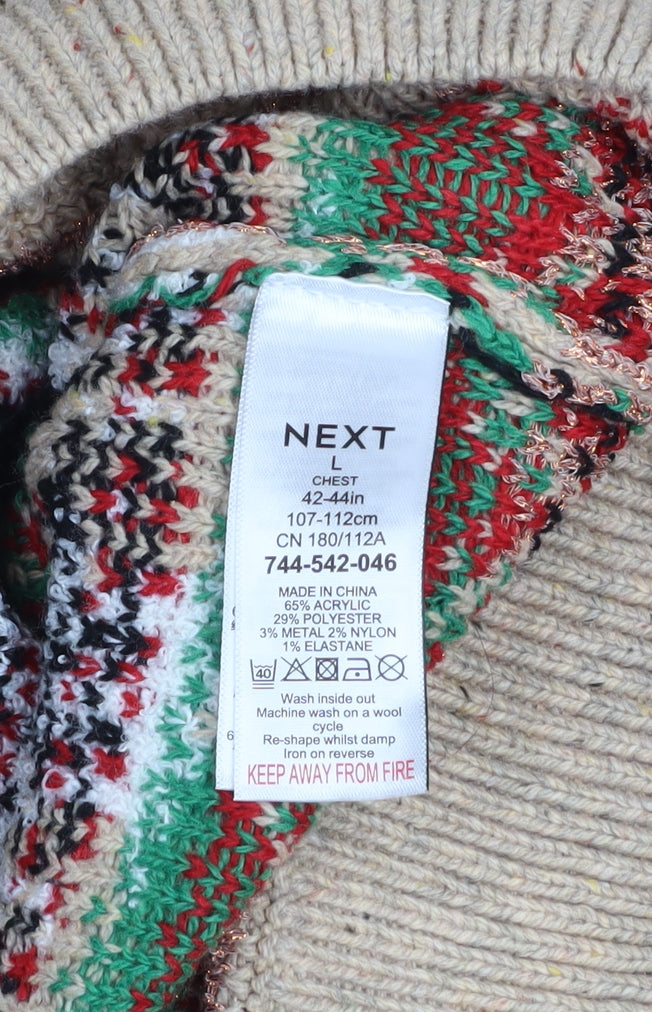 NEXT
L
CHEST
42-44in
107-112cm
CN 180/112A
744-542-046
MADE IN CHINA
65% ACRYLIC
29% POLYESTER
3% METAL 2% NYLON
1% ELASTANE
40
Wash inside out
Machine wash on a wool
cycle
Re-shape whilst damp
Iron on reverse
KEEP AWAY FROM FIRE